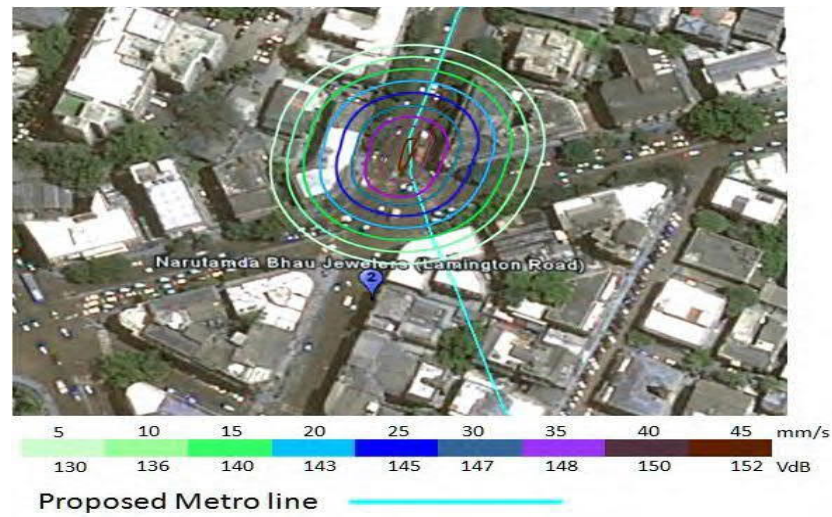 Narutamda Bhau Jewelers (Lamington Road)
2
5 10 15 20 25 30 35 40 45 mm/s
130 136 140 143 145 147 148 150 152 VdB
Proposed Metro line